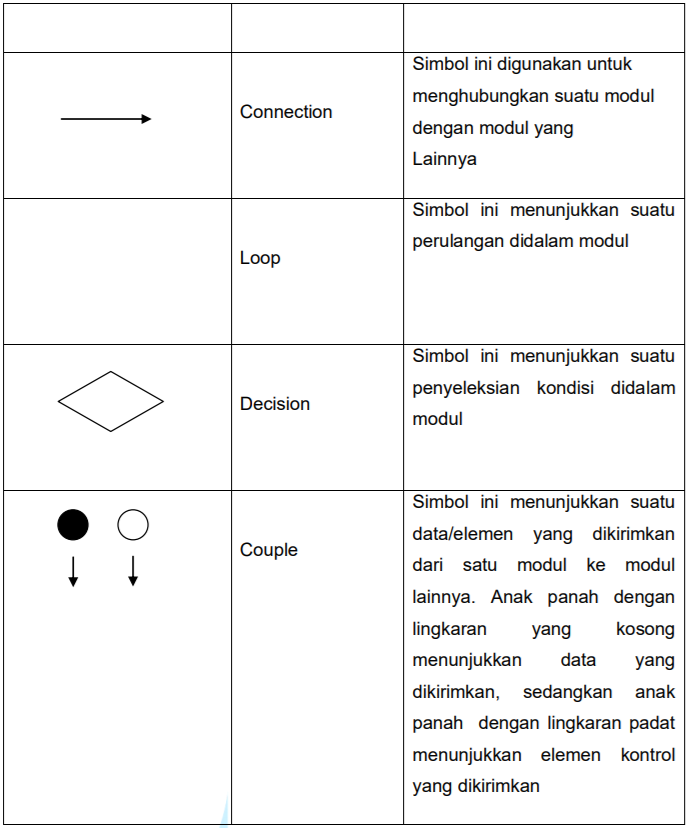 Connection
Simbol ini digunakan untuk
menghubungkan suatu modul
dengan modul yang
Lainnya
Loop
Simbol ini menunjukkan suatu
perulangan didalam modul
Decision
Simbol ini menunjukkan suatu
penyeleksian kondisi didalam
modul
Couple
Simbol ini menunjukkan suatu
data/elemen yang dikirimkan
dari satu modul ke modul
lainnya. Anak panah dengan
lingkaran yang kosong
menunjukkan data yang
dikirimkan, sedangkan anak
panah dengan lingkaran padat
menunjukkan elemen kontrol
yang dikirimkan